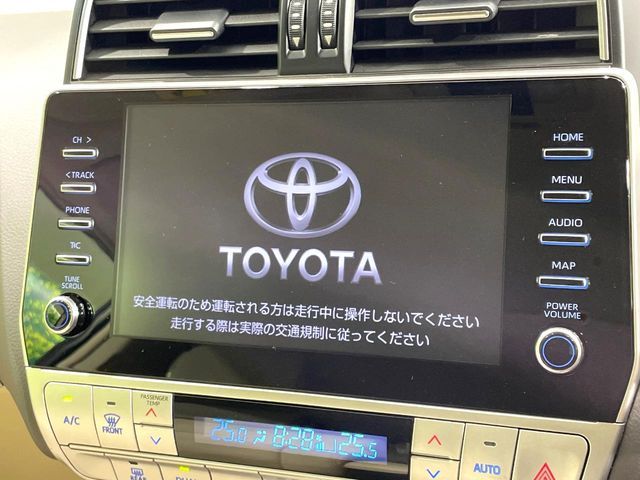 CH >
< TRACK
PHONE
T/C
TUNE
SCROLL
TOYOTA
安全運転のため運転される方は走行中に操作しないでください
走行する際は実際の交通規制に従ってください
HOME
MENU
AUDIO
MAP
POWER
VOLUME
A/C
FRONT
PASSENGER
TEMP
25.0
8:28
25.5
AUTO
REAR
DUAL